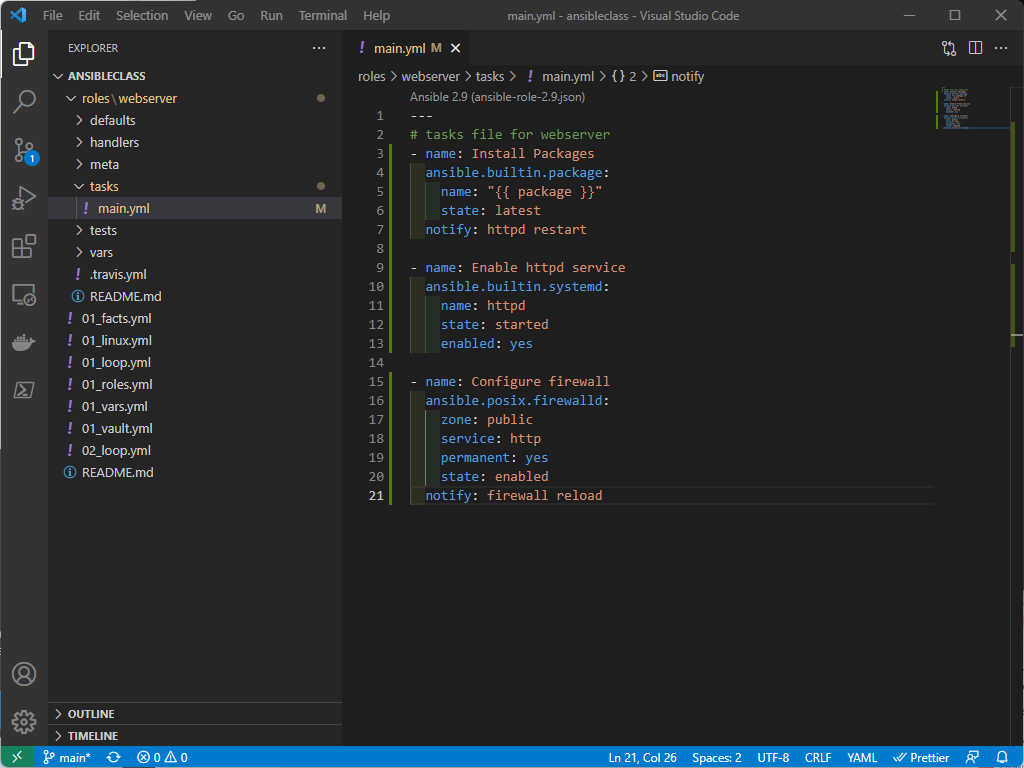 File Edit Selection View Go Run Terminal Help main.yml - ansibleclass - Visual Studio Code
EXPLORER
ANSIBLECLASS
roles\webserver
defaults
handlers
meta
tasks
! main.yml M
tests
vars
! .travis.yml
README.md
! 01_facts.yml
! 01_linux.yml
! 01_loop.yml
! 01_roles.yml
! 01_vars.yml
! 01_vault.yml
! 02_loop.yml
README.md
OUTLINE
TIMELINE
1
! main.yml M
roles > webserver > tasks > ! main.yml > {} 2 > abc notify
Ansible 2.9 (ansible-role-2.9.json)
1 ---
2 # tasks file for webserver
3 - name: Install Packages
4 ansible.builtin.package:
5 name: "{{ package }}"
6 state: latest
7 notify: httpd restart
8
9 - name: Enable httpd service
10 ansible.builtin.systemd:
11 name: httpd
12 state: started
13 enabled: yes
14
15 - name: Configure firewall
16 ansible.posix.firewalld:
17 zone: public
18 service: http
19 permanent: yes
20 state: enabled
21 notify: firewall reload
main* 0 0 Ln 21, Col 26 Spaces: 2 UTF-8 CRLF YAML Prettier